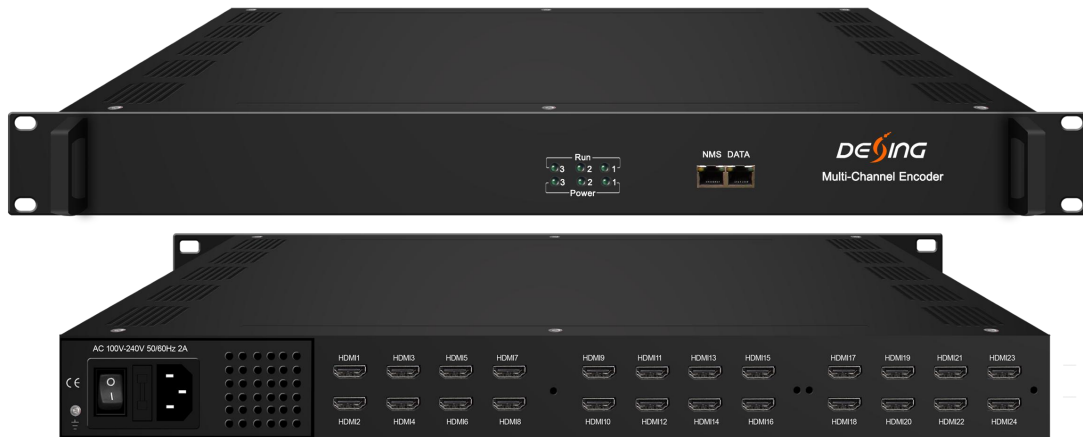 Run
3 2 1
3 2 1
Power
NMS DATA
DESING
Multi-Channel Encoder
AC 100V-240V 50/60Hz 2A
CE
O
I
HDMI1 HDMI3 HDMI5 HDMI7 HDMI9 HDMI11 HDMI13 HDMI15 HDMI17 HDMI19 HDMI21 HDMI23
HDMI2 HDMI4 HDMI6 HDMI8 HDMI10 HDMI12 HDMI14 HDMI16 HDMI18 HDMI20 HDMI22 HDMI24